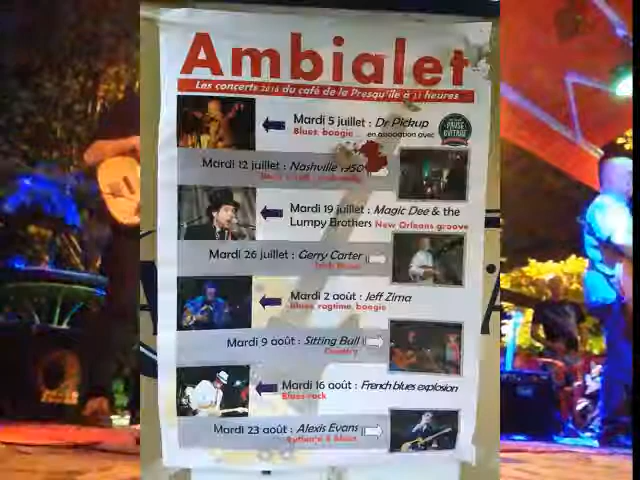 Ambialet
Les concerts 2016 du café de la Presqu'île à 21 heures
Mardi 5 juillet : Dr Pickup
Blues, boogie ... en association avec
PAUSE GUITARE
Mardi 12 juillet : Nashville 1950
Mardi 19 juillet : Magic Dee & the
Lumpy Brothers New Orleans groove
Mardi 26 juillet : Gerry Carter
Irish
Mardi 2 août : Jeff Zima
Blues, ragtime, boogie
Mardi 9 août : Sitting Bull
Country
Mardi 16 août : French blues explosion
Blues rock
Mardi 23 août : Alexis Evans
Rythm'n & Blues